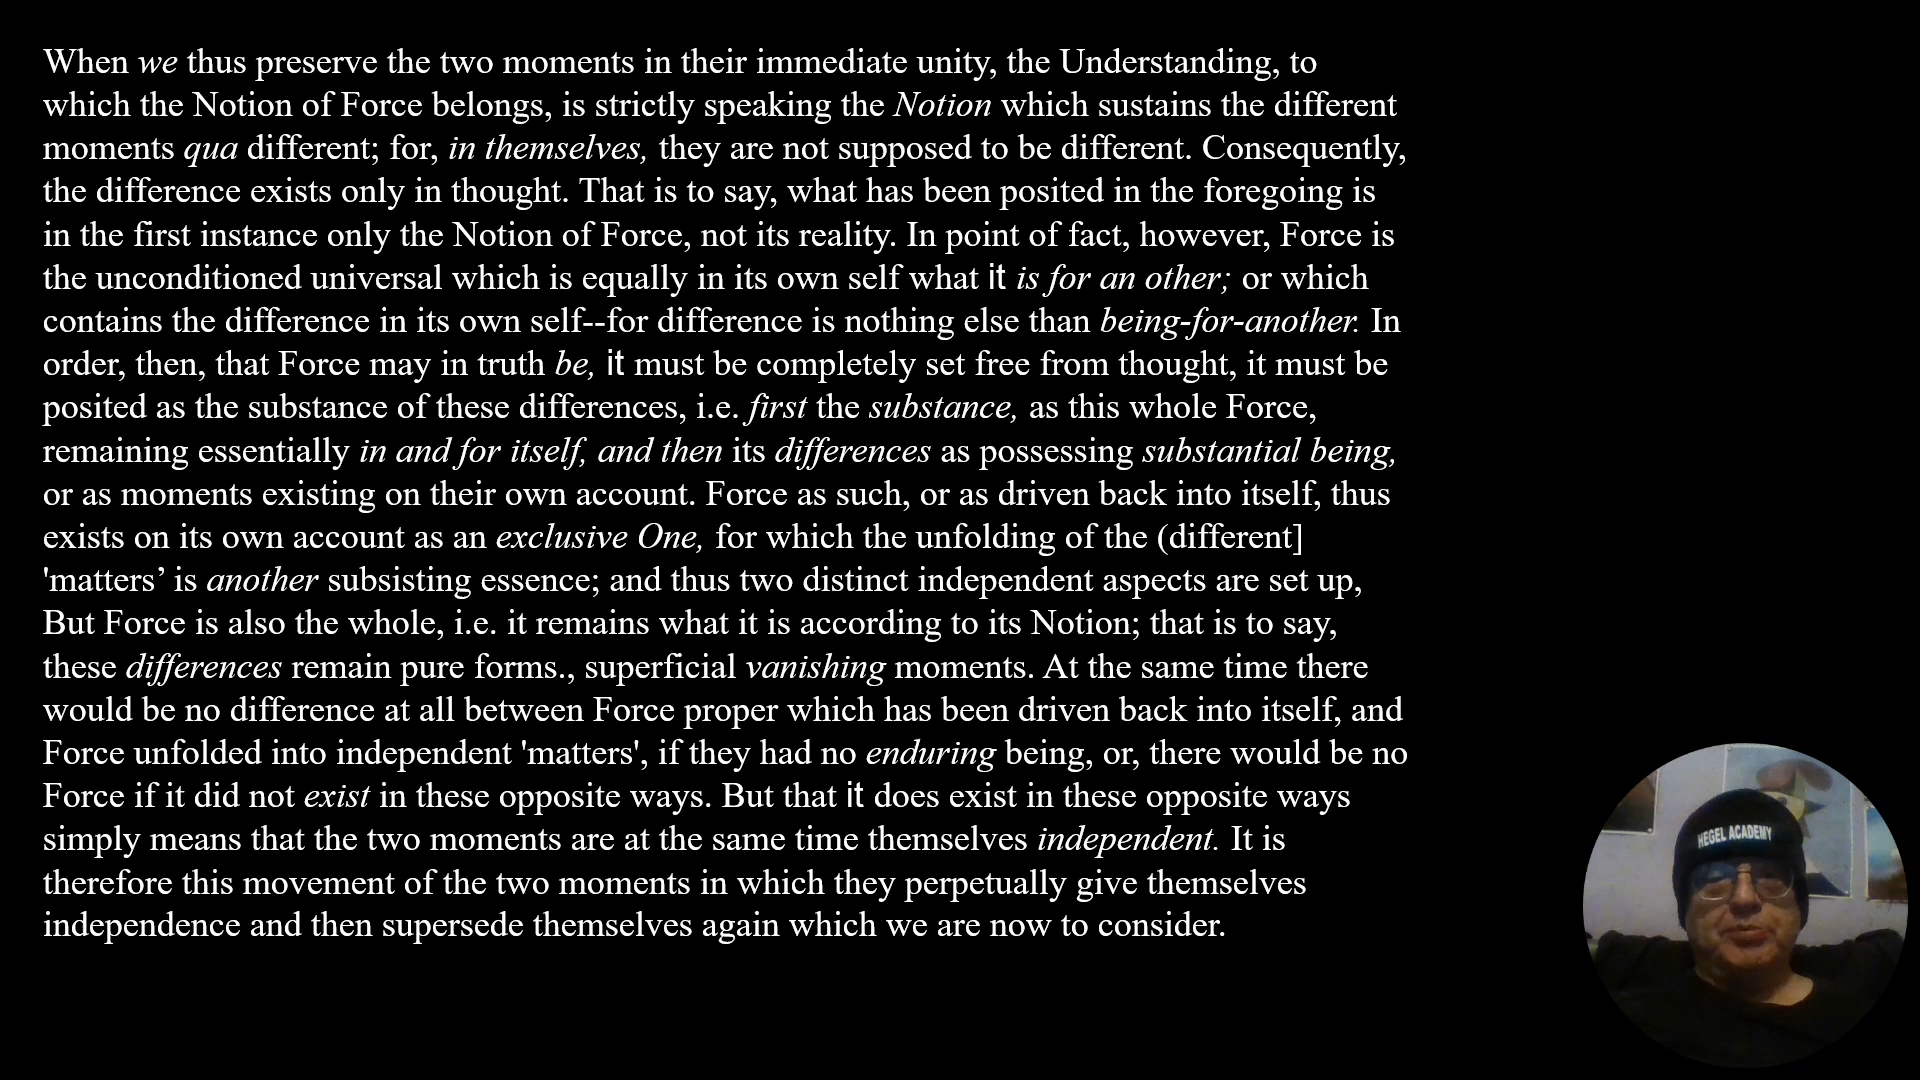 When we thus preserve the two moments in their immediate unity, the Understanding, to
which the Notion of Force belongs, is strictly speaking the Notion which sustains the different
moments qua different; for, in themselves, they are not supposed to be different. Consequently,
the difference exists only in thought. That is to say, what has been posited in the foregoing is
in the first instance only the Notion of Force, not its reality. In point of fact, however, Force is
the unconditioned universal which is equally in its own self what it is for an other; or which
contains the difference in its own self--for difference is nothing else than being-for-another. In
order, then, that Force may in truth be, it must be completely set free from thought, it must be
posited as the substance of these differences, i.e. first the substance, as this whole Force,
remaining essentially in and for itself, and then its differences as possessing substantial being,
or as moments existing on their own account. Force as such, or as driven back into itself, thus
exists on its own account as an exclusive One, for which the unfolding of the (different]
'matters’ is another subsisting essence; and thus two distinct independent aspects are set up,
But Force is also the whole, i.e. it remains what it is according to its Notion; that is to say,
these differences remain pure forms., superficial vanishing moments. At the same time there
would be no difference at all between Force proper which has been driven back into itself, and
Force unfolded into independent 'matters', if they had no enduring being, or, there would be no
Force if it did not exist in these opposite ways. But that it does exist in these opposite ways
simply means that the two moments are at the same time themselves independent. It is
therefore this movement of the two moments in which they perpetually give themselves
independence and then supersede themselves again which we are now to consider.
HEGEL ACADEMY